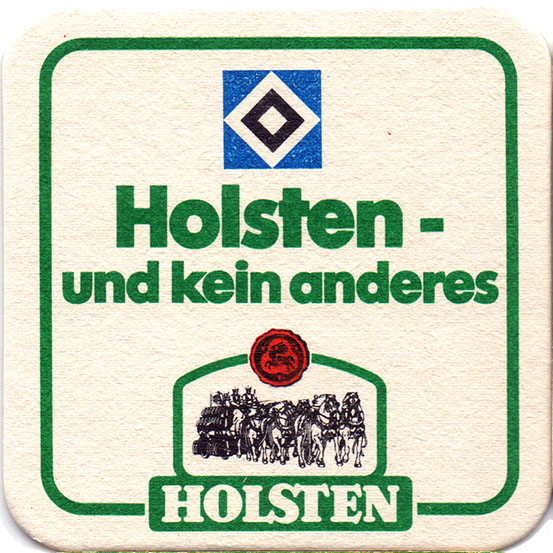 Holsten -
und kein anderes
HOLSTEN